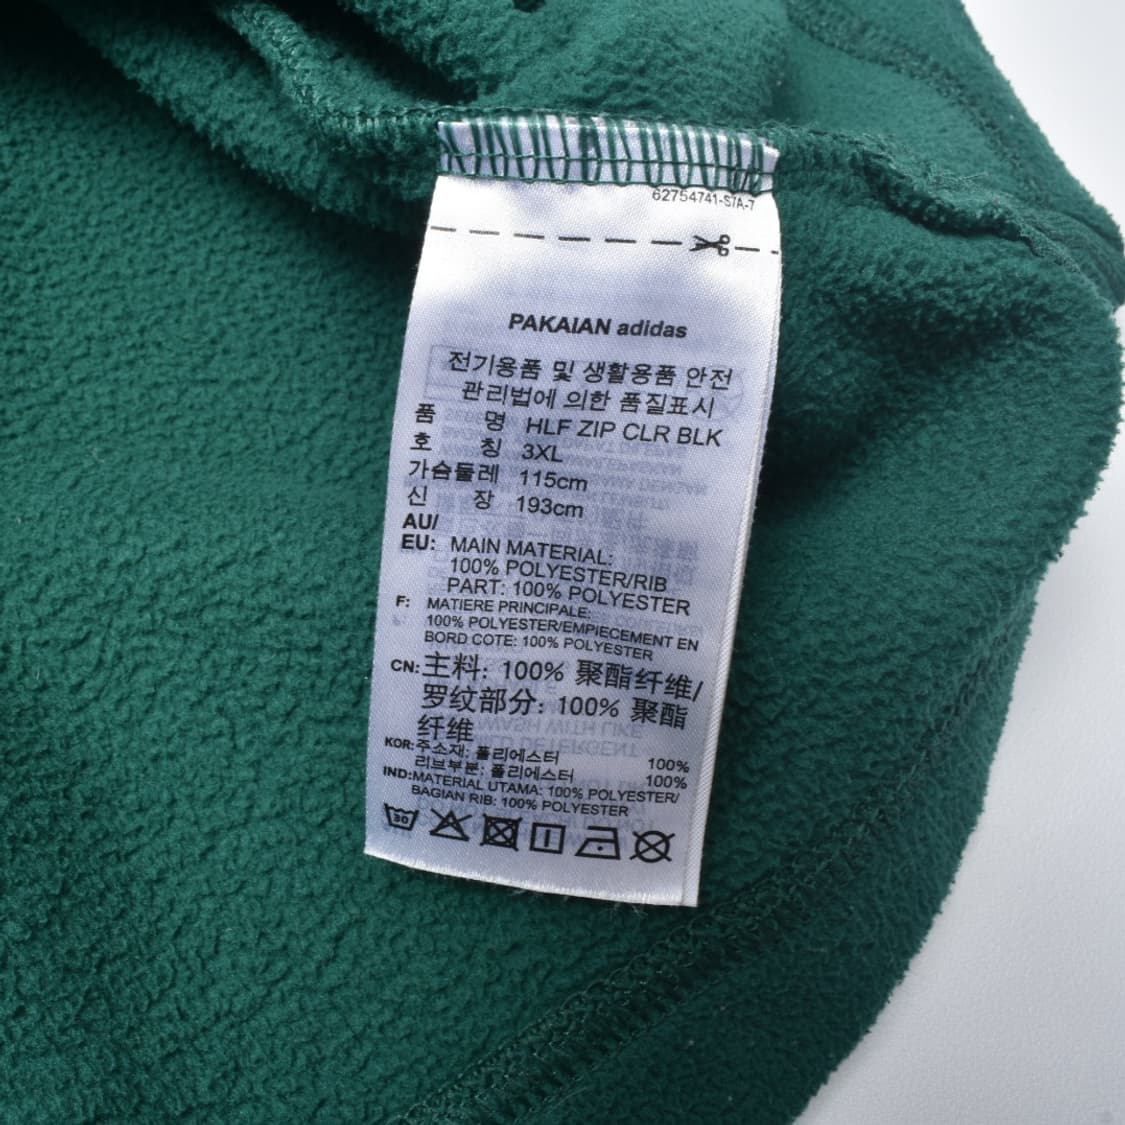 62754741-S7A-7
PAKAIAN adidas
전기용품 및 생활용품 안전
관리법에 의한 품질표시
품 명 HLF ZIP CLR BLK
호 칭 3XL
가슴둘레 115cm
신 장 193cm
AU/
EU: MAIN MATERIAL:
100% POLYESTER/RIB
PART: 100% POLYESTER
F: MATIERE PRINCIPALE:
100% POLYESTER/EMPIECEMENT EN
BORD COTE: 100% POLYESTER
CN: 主料: 100% 聚酯纤维/
罗纹部分: 100% 聚酯
纤维
KOR: 주소재: 폴리에스터 100%
리브부분: 폴리에스터 100%
IND: MATERIAL UTAMA: 100% POLYESTER/
BAGIAN RIB: 100% POLYESTER
30